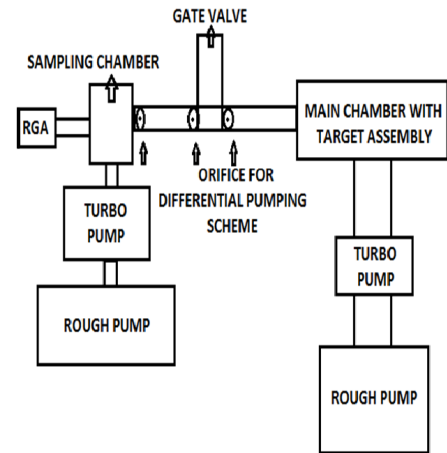 GATE VALVE
SAMPLING CHAMBER
RGA
MAIN CHAMBER WITH
TARGET ASSEMBLY
ORIFICE FOR
DIFFERENTIAL PUMPING
SCHEME
TURBO
PUMP
TURBO
PUMP
ROUGH PUMP
ROUGH PUMP